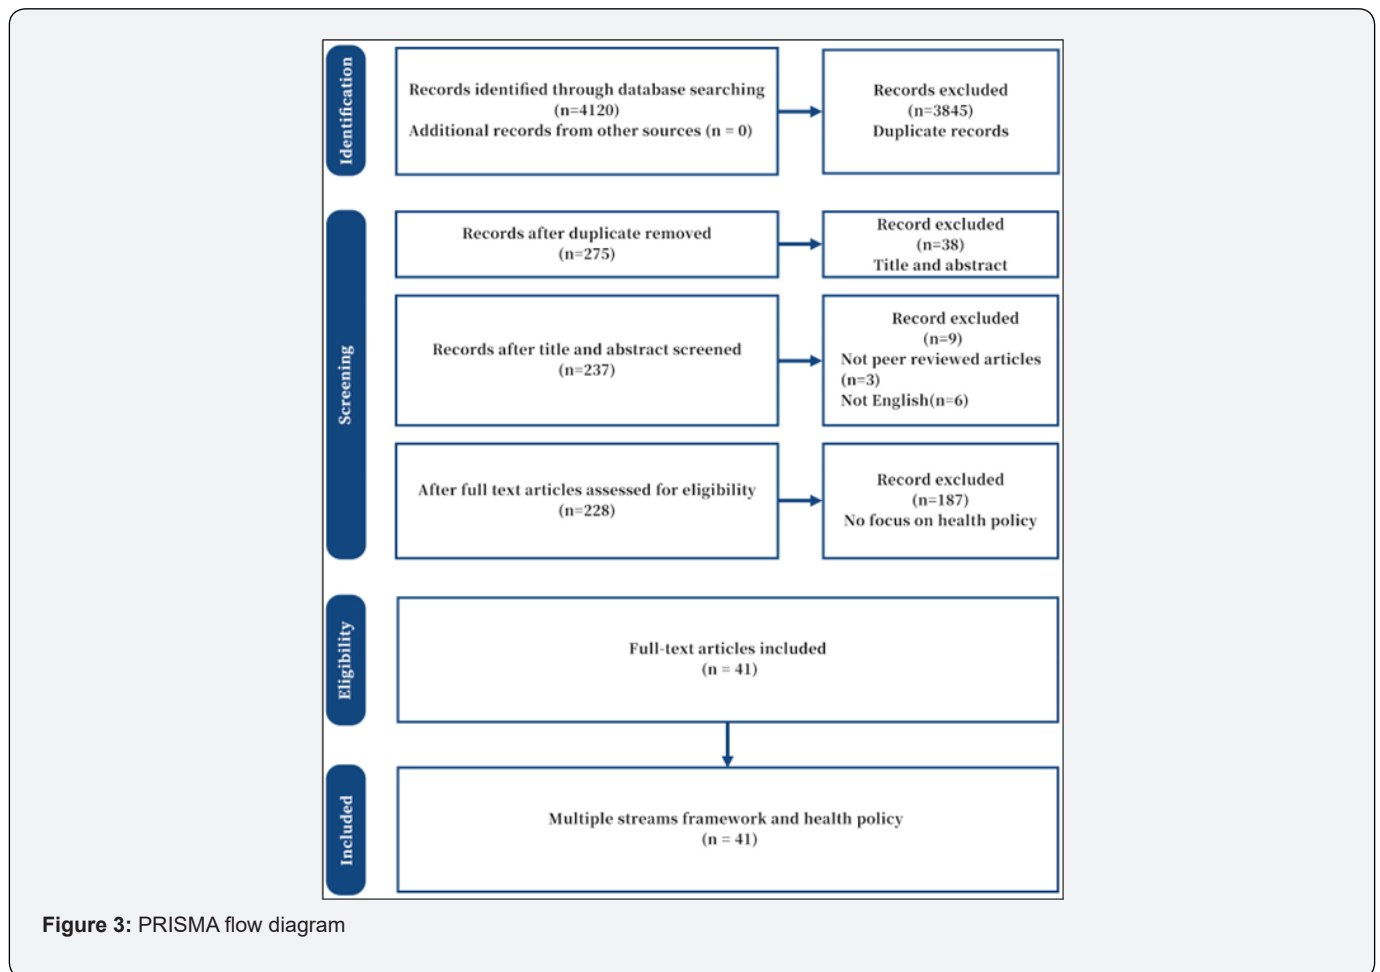 Identification
Records identified through database searching
(n=4120)
Additional records from other sources (n = 0)
Records excluded
(n=3845)
Duplicate records
Screening
Records after duplicate removed
(n=275)
Record excluded
(n=38)
Title and abstract
Records after title and abstract screened
(n=237)
Record excluded
(n=9)
Not peer reviewed articles
(n=3)
Not English(n=6)
After full text articles assessed for eligibility
(n=228)
Record excluded
(n=187)
No focus on health policy
Eligibility
Full-text articles included
(n = 41)
Included
Multiple streams framework and health policy
(n = 41)
Figure 3: PRISMA flow diagram